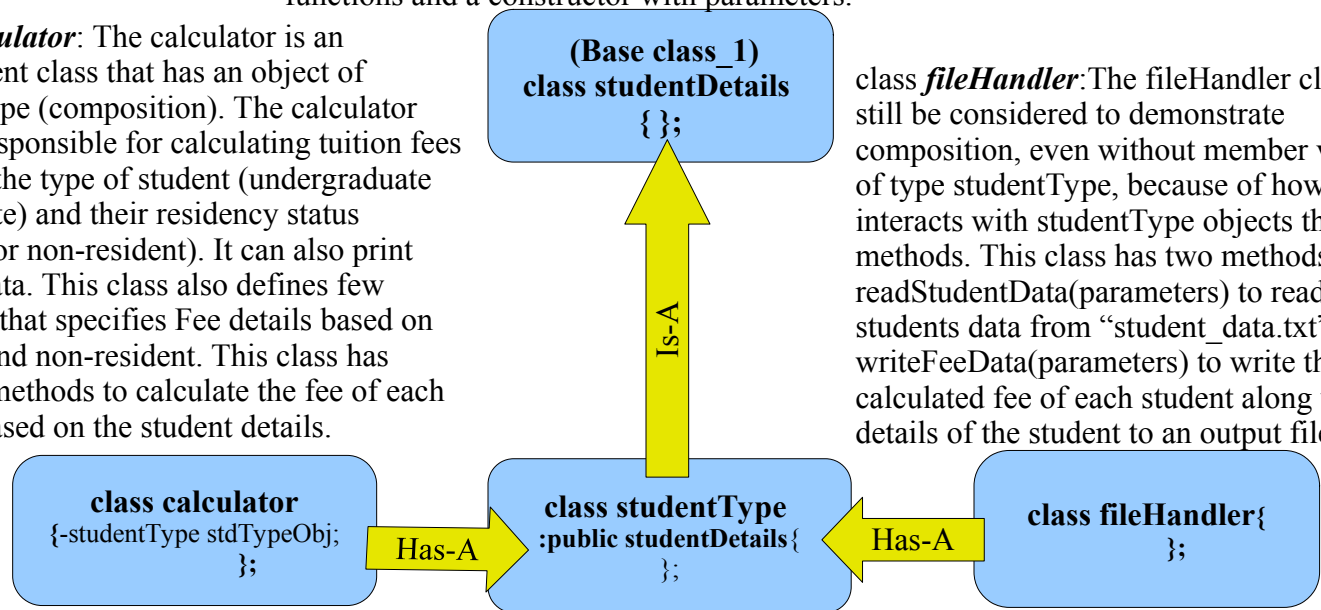 functions and a constructor with parameters.
ulator: The calculator is an
ent class that has an object of
ype (composition). The calculator
esponsible for calculating tuition fees
the type of student (undergraduate
te) and their residency status
or non-resident). It can also print
ata. This class also defines few
that specifies Fee details based on
nd non-resident. This class has
methods to calculate the fee of each
ased on the student details.
(Base class_1)
class studentDetails
{ };
class fileHandler:The fileHandler cl
still be considered to demonstrate
composition, even without member v
of type studentType, because of how
interacts with studentType objects th
methods. This class has two methods
readStudentData(parameters) to read
students data from “student_data.txt”
writeFeeData(parameters) to write th
calculated fee of each student along
details of the student to an output file
Is-A
class calculator
{-studentType stdTypeObj;
};
Has-A
class studentType
:public studentDetails{
};
Has-A
class fileHandler{
};